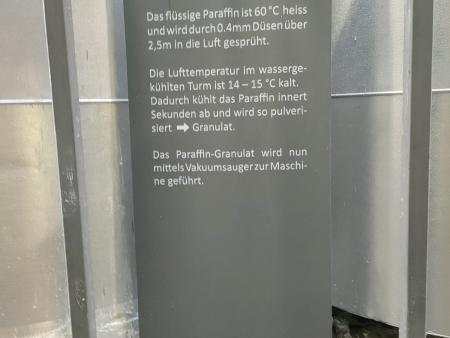 Das flüssige Paraffin ist 60 °C heiss
und wird durch 0.4mm Düsen über
2,5m in die Luft gesprüht.
Die Lufttemperatur im wasserge-
kühlten Turm ist 14 – 15 °C kalt.
Dadurch kühlt das Paraffin innert
Sekunden ab und wird so pulveri-
siert ➡ Granulat.
Das Paraffin-Granulat wird nun
mittels Vakuumsauger zur Maschi-
ne geführt.